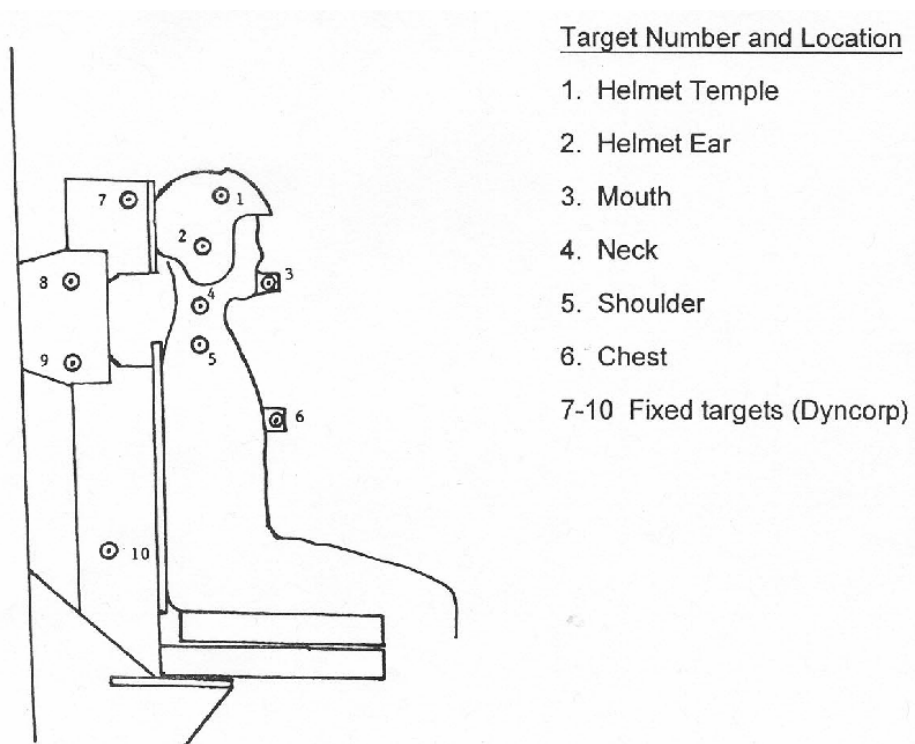 Target Number and Location
1. Helmet Temple
2. Helmet Ear
3. Mouth
4. Neck
5. Shoulder
6. Chest
7-10 Fixed targets (Dyncorp)
7
1
2
8
3
4
5
9
6
10